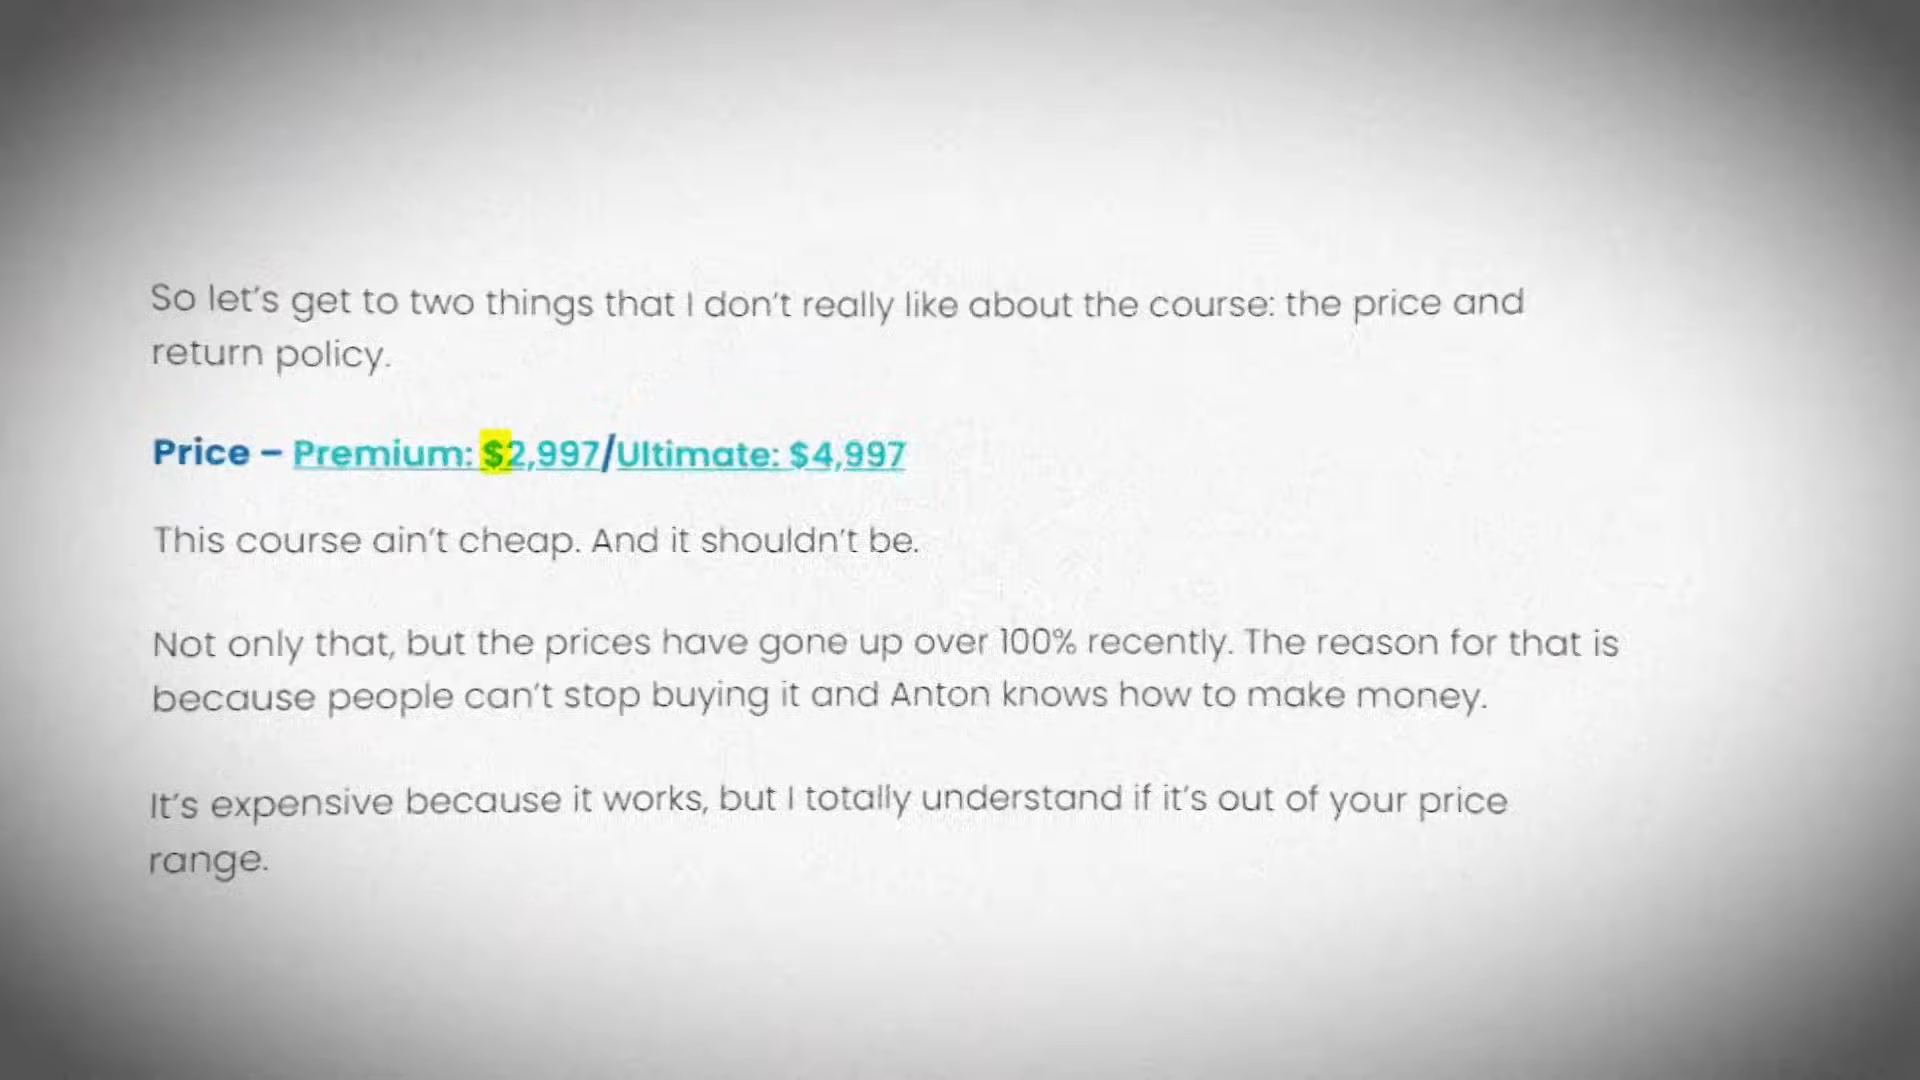 So let's get to two things that I don't really like about the course: the price and
return policy.
Price – Premium: $2,997/Ultimate: $4,997
This course ain't cheap. And it shouldn't be.
Not only that, but the prices have gone up over 100% recently. The reason for that is
because people can't stop buying it and Anton knows how to make money.
It's expensive because it works, but I totally understand if it's out of your price
range.